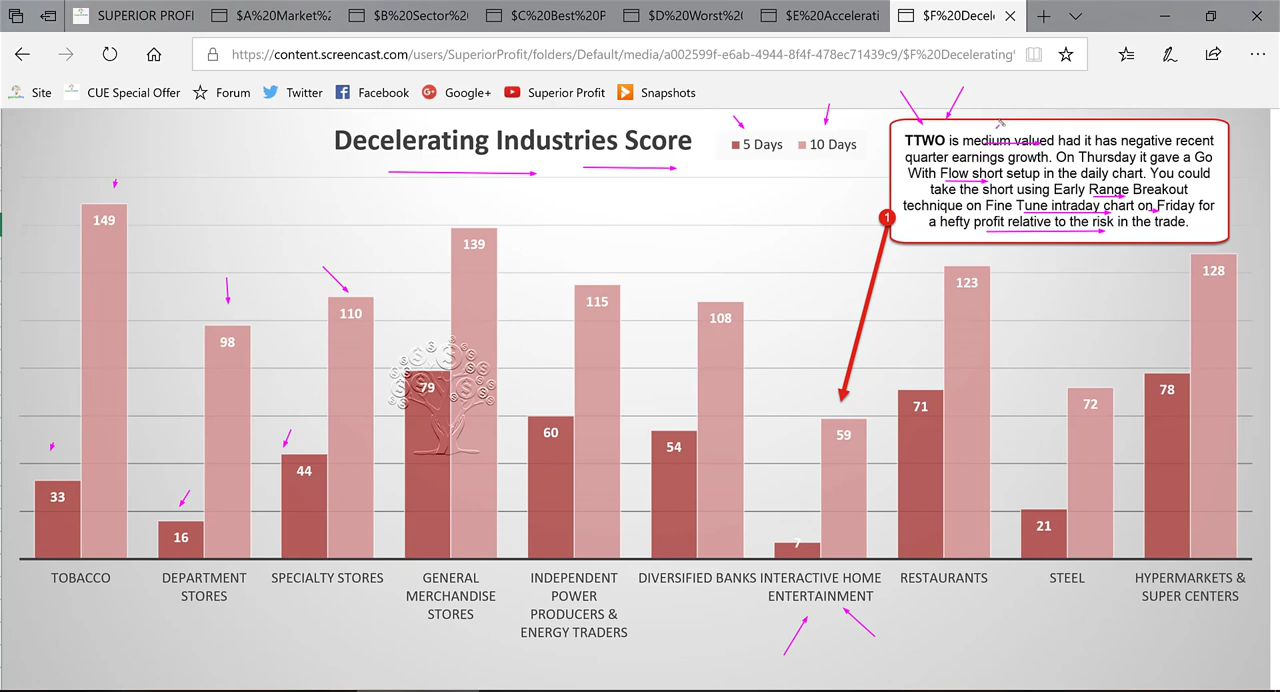 SUPERIOR PROFI
$A%20Market%2
$B%20Sector%20
$C%20Best%20P
$D%20Worst%
$E%20Accelerati
$F%20Decel
https://content.screencast.com/users/SuperiorProfit/folders/Default/media/a002599f-e6ab-4944-8f4f-478ec71439c9/$F%20Decelerating
Site CUE Special Offer Forum Twitter Facebook Google+ Superior Profit Snapshots
Decelerating Industries Score
5 Days 10 Days
TTWO is medium valued had it has negative recent
quarter earnings growth. On Thursday it gave a Go
With Flow short setup in the daily chart. You could
take the short using Early Range Breakout
technique on Fine Tune intraday chart on Friday for
a hefty profit relative to the risk in the trade.
1
33
149
16
98
44
110
79
139
60
115
54
108
7
59
71
123
21
72
78
128
TOBACCO
DEPARTMENT
STORES
SPECIALTY STORES
GENERAL
MERCHANDISE
STORES
INDEPENDENT
POWER
PRODUCERS &
ENERGY TRADERS
DIVERSIFIED BANKS
INTERACTIVE HOME
ENTERTAINMENT
RESTAURANTS
STEEL
HYPERMARKETS &
SUPER CENTERS